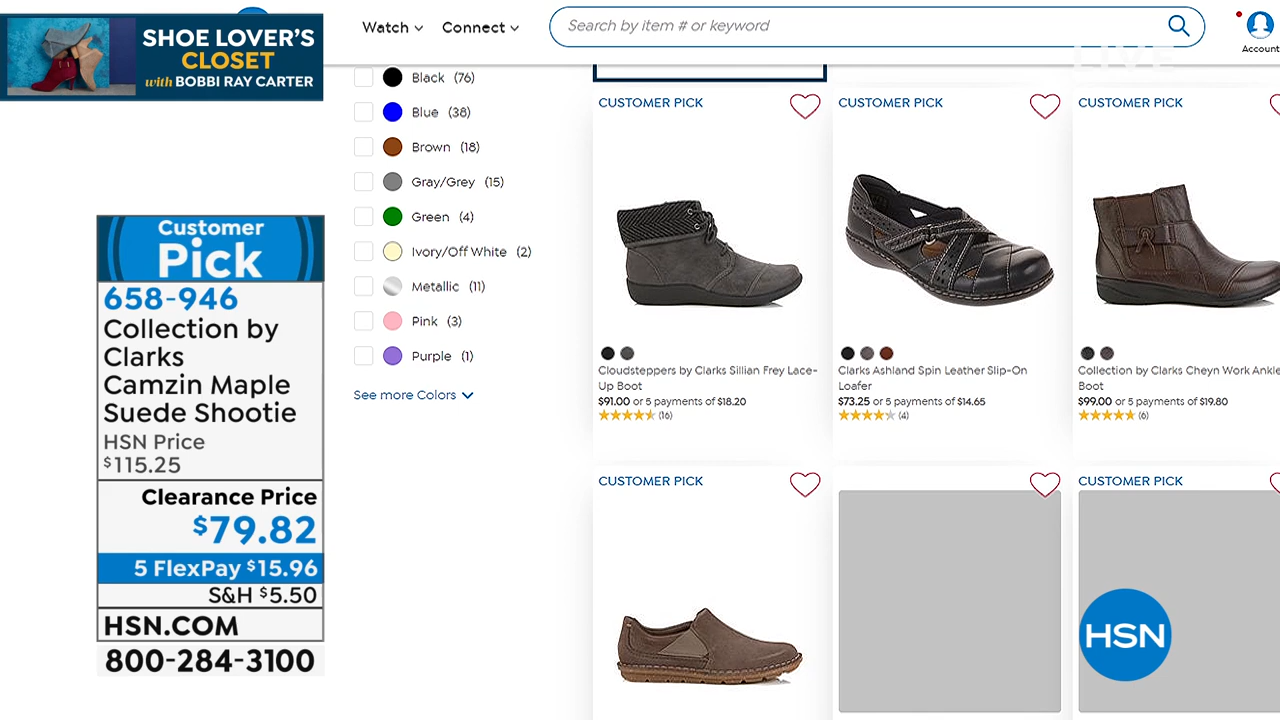 SHOE LOVER'S
CLOSET
with BOBBI RAY CARTER
Watch
Connect
Search by item # or keyword
Account
LIVE
Customer
Pick
658-946
Collection by
Clarks
Camzin Maple
Suede Shootie
HSN Price
$115.25
Clearance Price
$79.82
5 FlexPay $15.96
S&H $5.50
HSN.COM
800-284-3100
Black (76)
Blue (38)
Brown (18)
Gray/Grey (15)
Green (4)
Ivory/Off White (2)
Metallic (11)
Pink (3)
Purple (1)
See more Colors
CUSTOMER PICK
Cloudsteppers by Clarks Sillian Frey Lace-
Up Boot
$91.00 or 5 payments of $18.20
(16)
CUSTOMER PICK
Clarks Ashland Spin Leather Slip-On
Loafer
$73.25 or 5 payments of $14.65
(4)
CUSTOMER PICK
Collection by Clarks Cheyn Work Ankle
Boot
$99.00 or 5 payments of $19.80
(6)
CUSTOMER PICK
CUSTOMER PICK
HSN